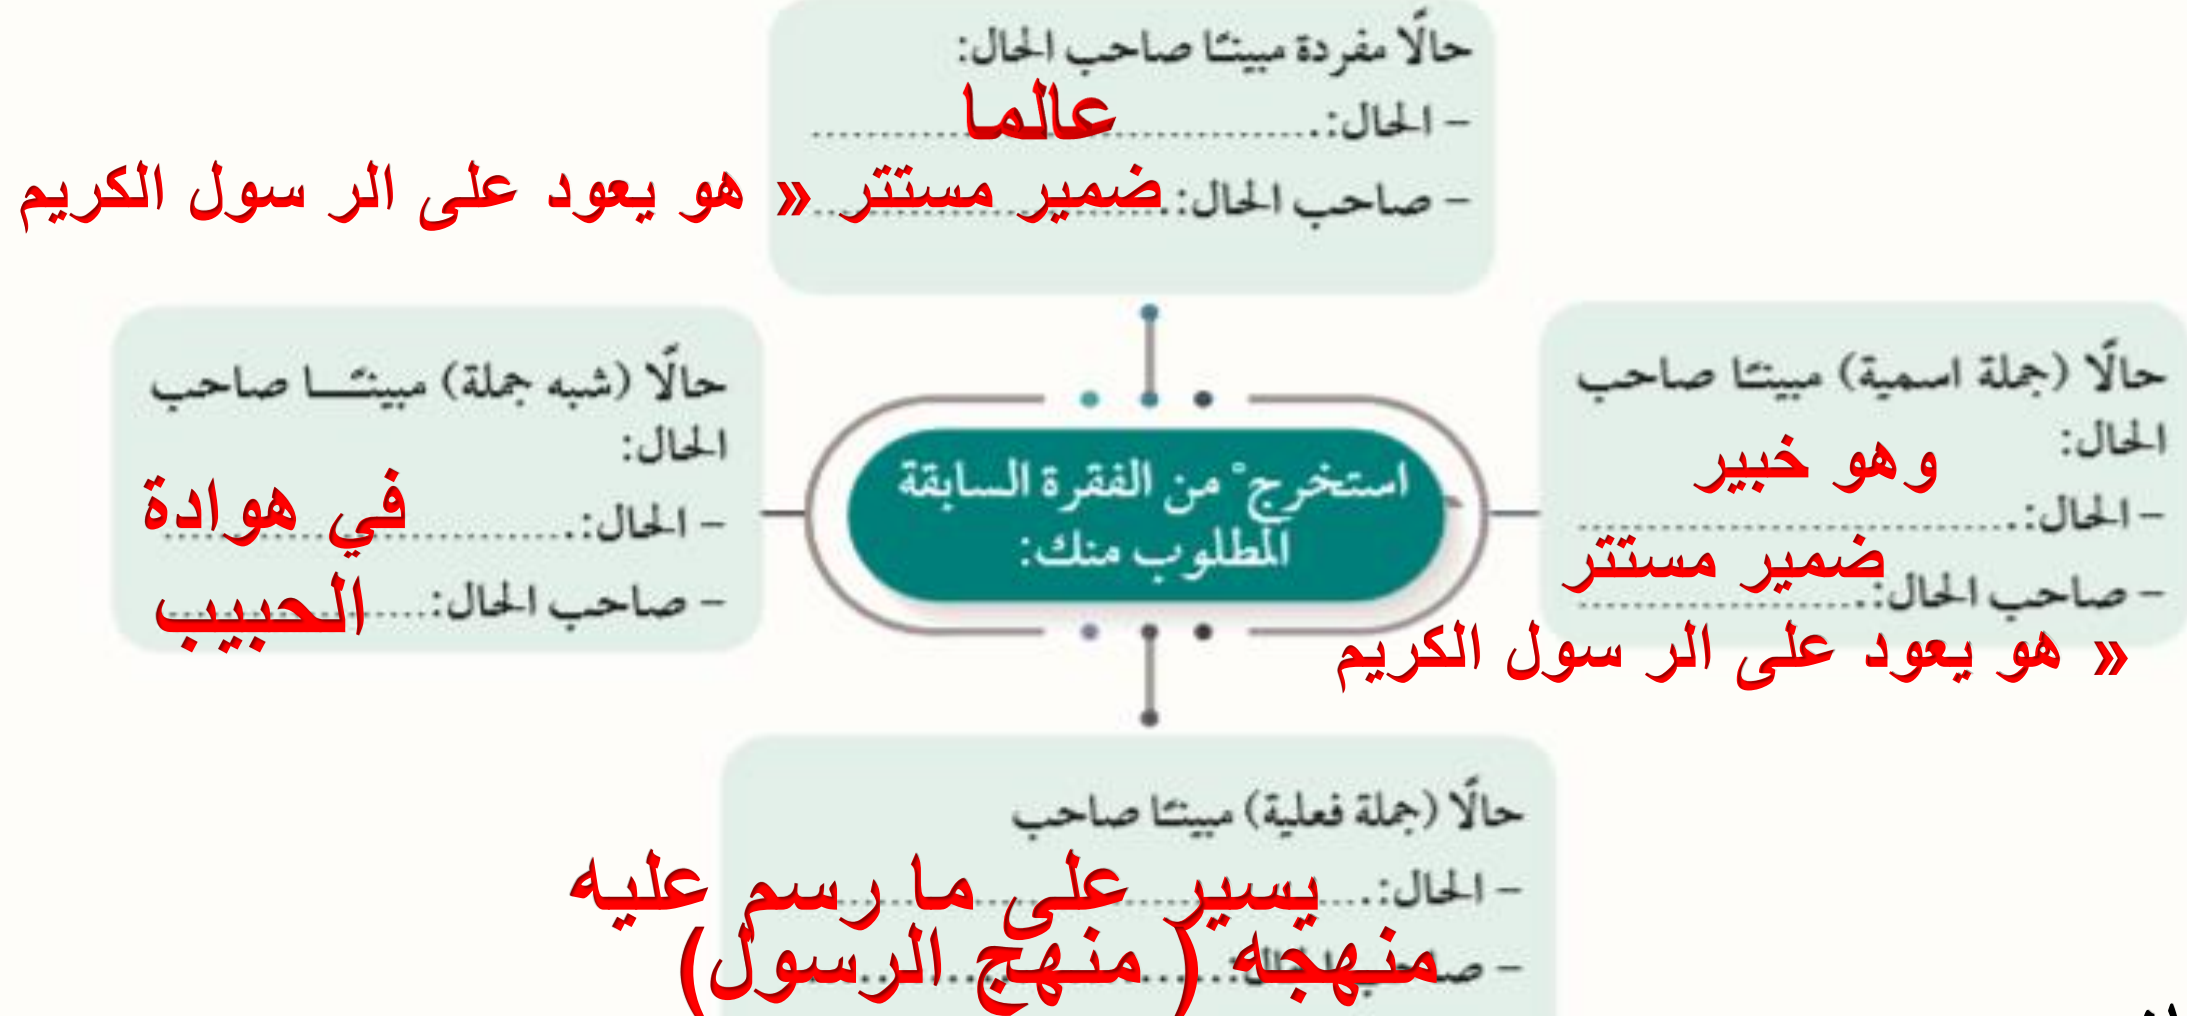 حالًا مفردة مبينًا صاحب الحال:
– الحال: عالما
– صاحب الحال: ضمير مستتر « هو يعود على الر سول الكريم
حالًا (جملة اسمية) مبينًا صاحب
الحال:
وهو خبير
– الحال:
ضمير مستتر
– صاحب الحال:
« هو يعود على الر سول الكريم
استخرجْ من الفقرة السابقة
المطلوب منك:
حالًا (شبه جملة) مبينًا صاحب
الحال:
– الحال: في هوادة
– صاحب الحال: الحبيب
حالًا (جملة فعلية) مبينًا صاحب
– الحال: يسير على ما رسم عليه
– صاحب الحال: منهجه ( منهج الرسول)